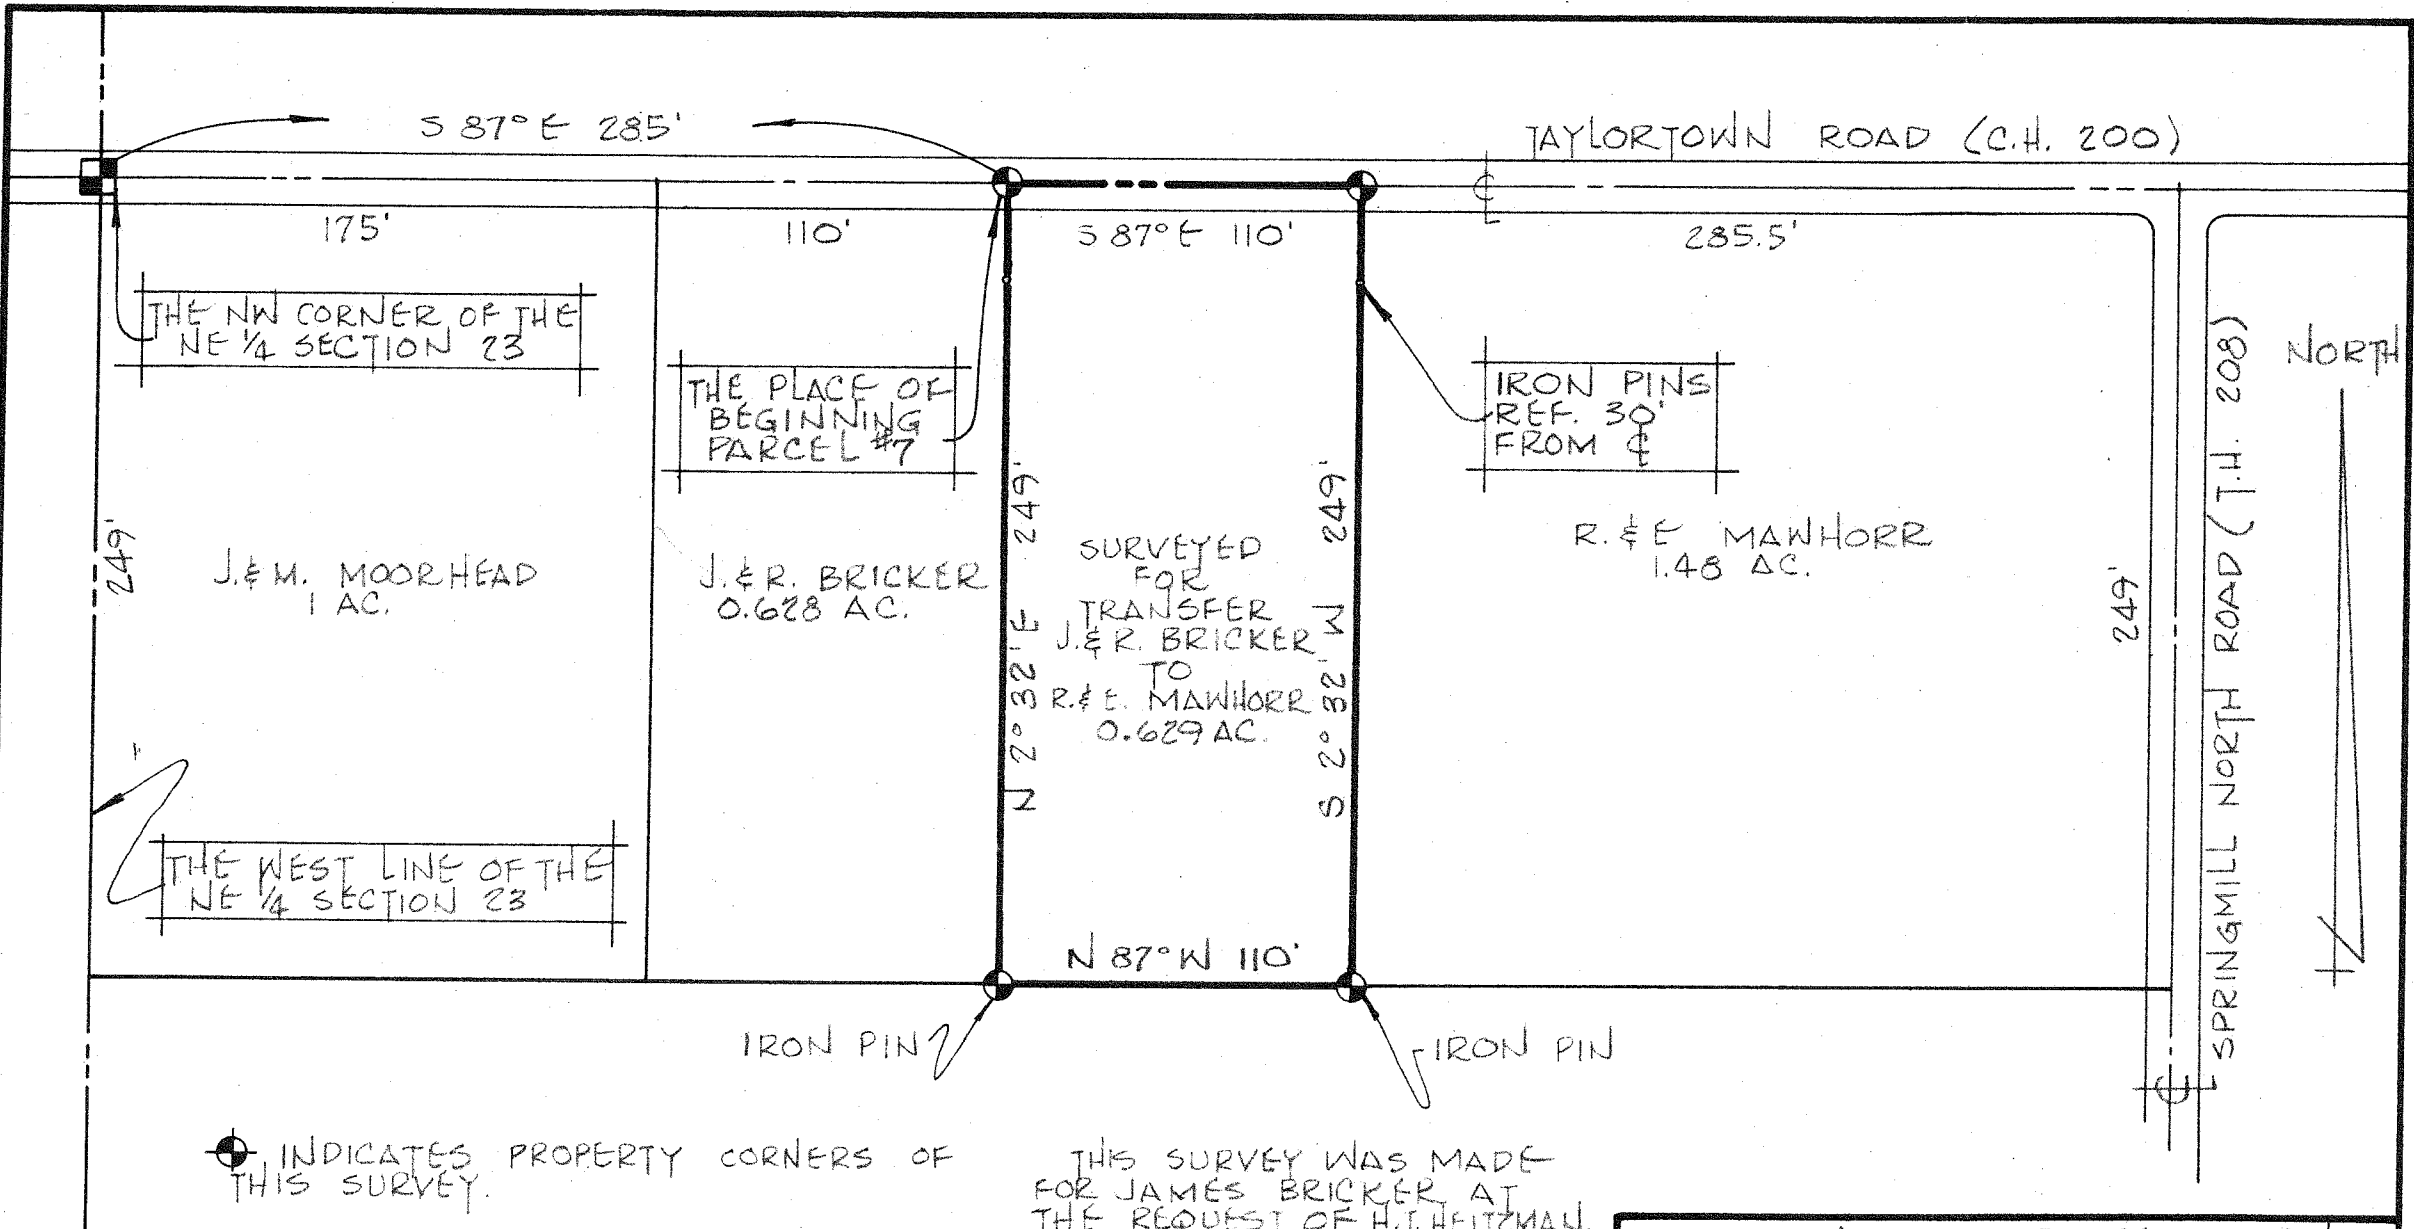 S 87° E 285'
TAYLORTOWN ROAD (C.H. 200)
175'
110'
S 87° E 110'
℄
285.5'
THE NW CORNER OF THE
NE ¼ SECTION 23
THE PLACE OF
BEGINNING
PARCEL #7
IRON PINS
REF. 30'
FROM ℄
NORTH
249'
J. & M. MOORHEAD
1 AC.
J. & R. BRICKER
0.628 AC.
N 2° 32' E 249'
SURVEYED
FOR
TRANSFER
J. & R. BRICKER
TO
R. & E. MAWHORR
0.629 AC.
S 2° 32' W 249'
R. & E MAWHORR
1.48 AC.
249'
SPRINGMILL NORTH ROAD (T.H. 208)
THE WEST LINE OF THE
NE ¼ SECTION 23
N 87° W 110'
IRON PIN
IRON PIN
℄
INDICATES PROPERTY CORNERS OF
THIS SURVEY.
THIS SURVEY WAS MADE
FOR JAMES BRICKER AT
THE REQUEST OF H.T. HEITZMAN